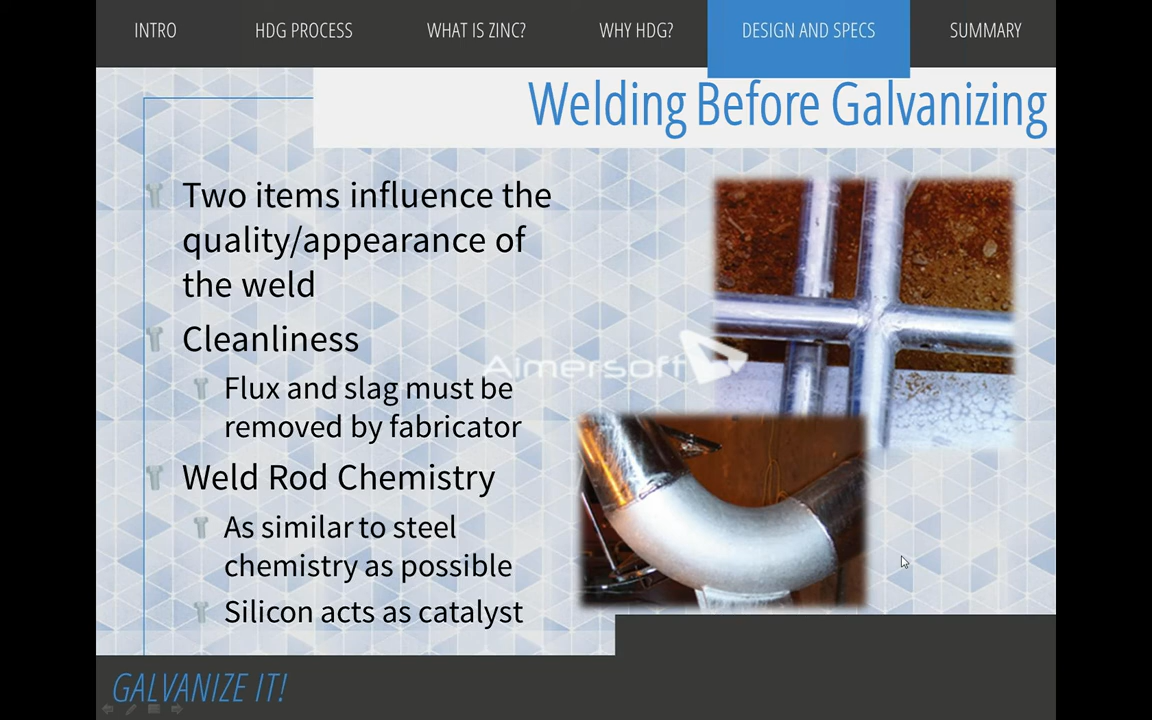 INTRO HDG PROCESS WHAT IS ZINC? WHY HDG? DESIGN AND SPECS SUMMARY
Welding Before Galvanizing
Two items influence the
quality/appearance of
the weld
Cleanliness
Flux and slag must be
removed by fabricator
Weld Rod Chemistry
As similar to steel
chemistry as possible
Silicon acts as catalyst
Aimersoft
GALVANIZE IT!